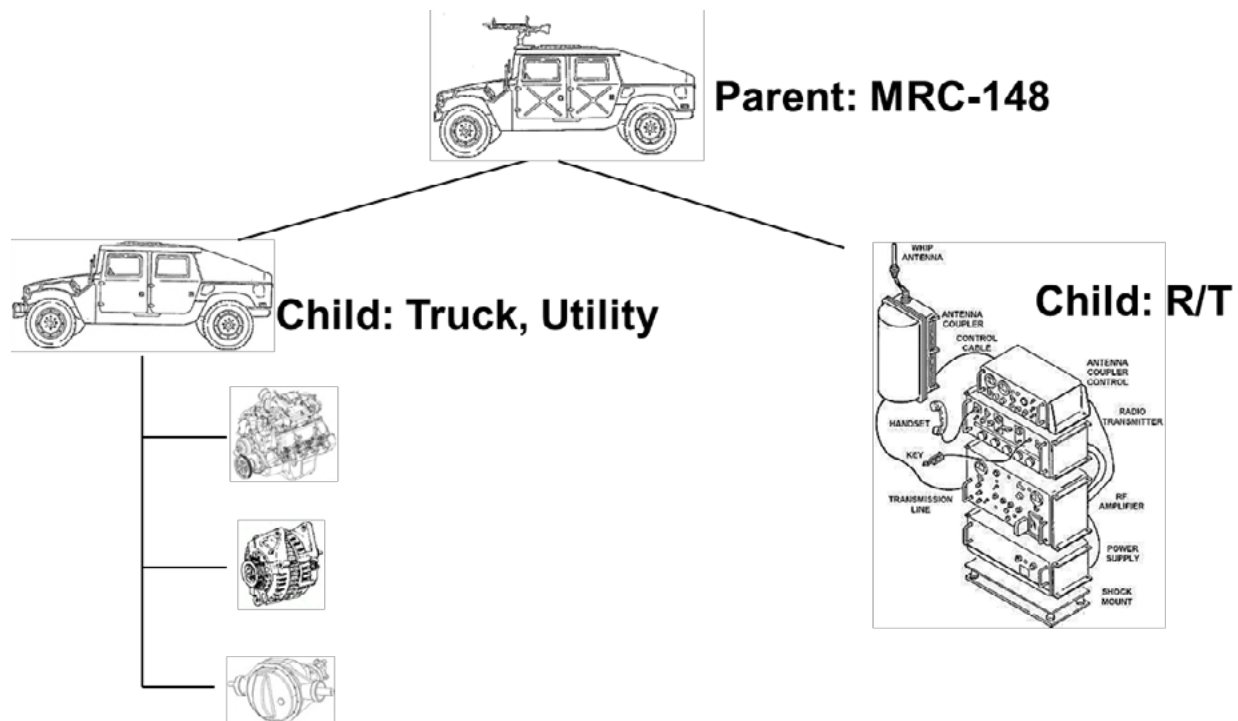 Parent: MRC-148
Child: Truck, Utility
Child: R/T
WHIP
ANTENNA
ANTENNA
COUPLER
CONTROL
CABLE
ANTENNA
COUPLER
CONTROL
RADIO
TRANSMITTER
HANDSET
KEY
TRANSMISSION
LINE
RF
AMPLIFIER
POWER
SUPPLY
SHOCK
MOUNT